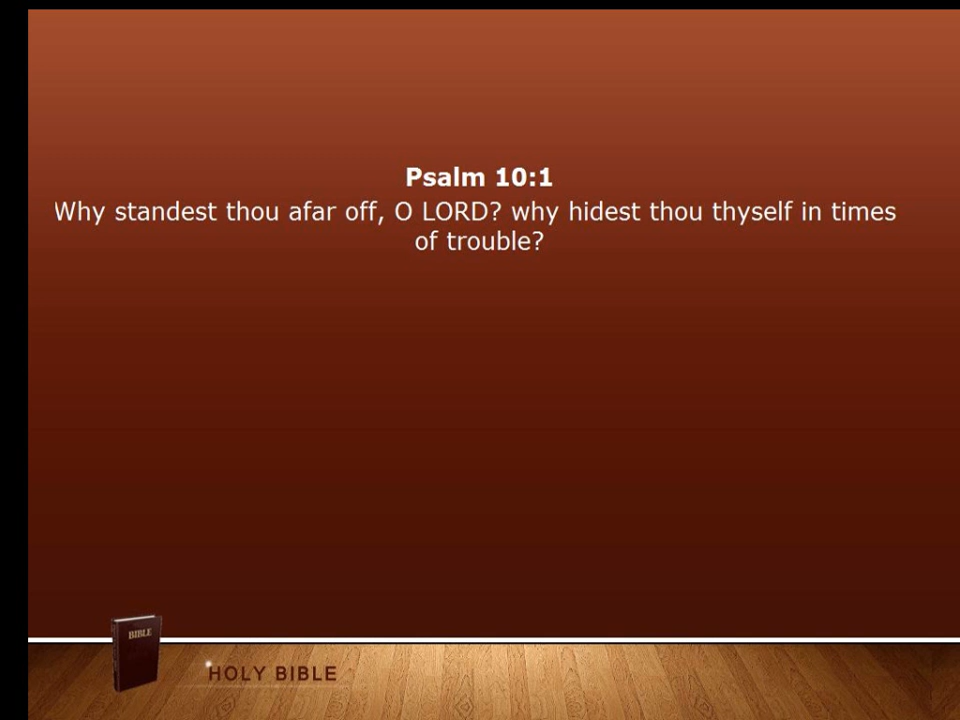 Psalm 10:1
Why standest thou afar off, O LORD? why hidest thou thyself in times
of trouble?
BIBLE
HOLY BIBLE